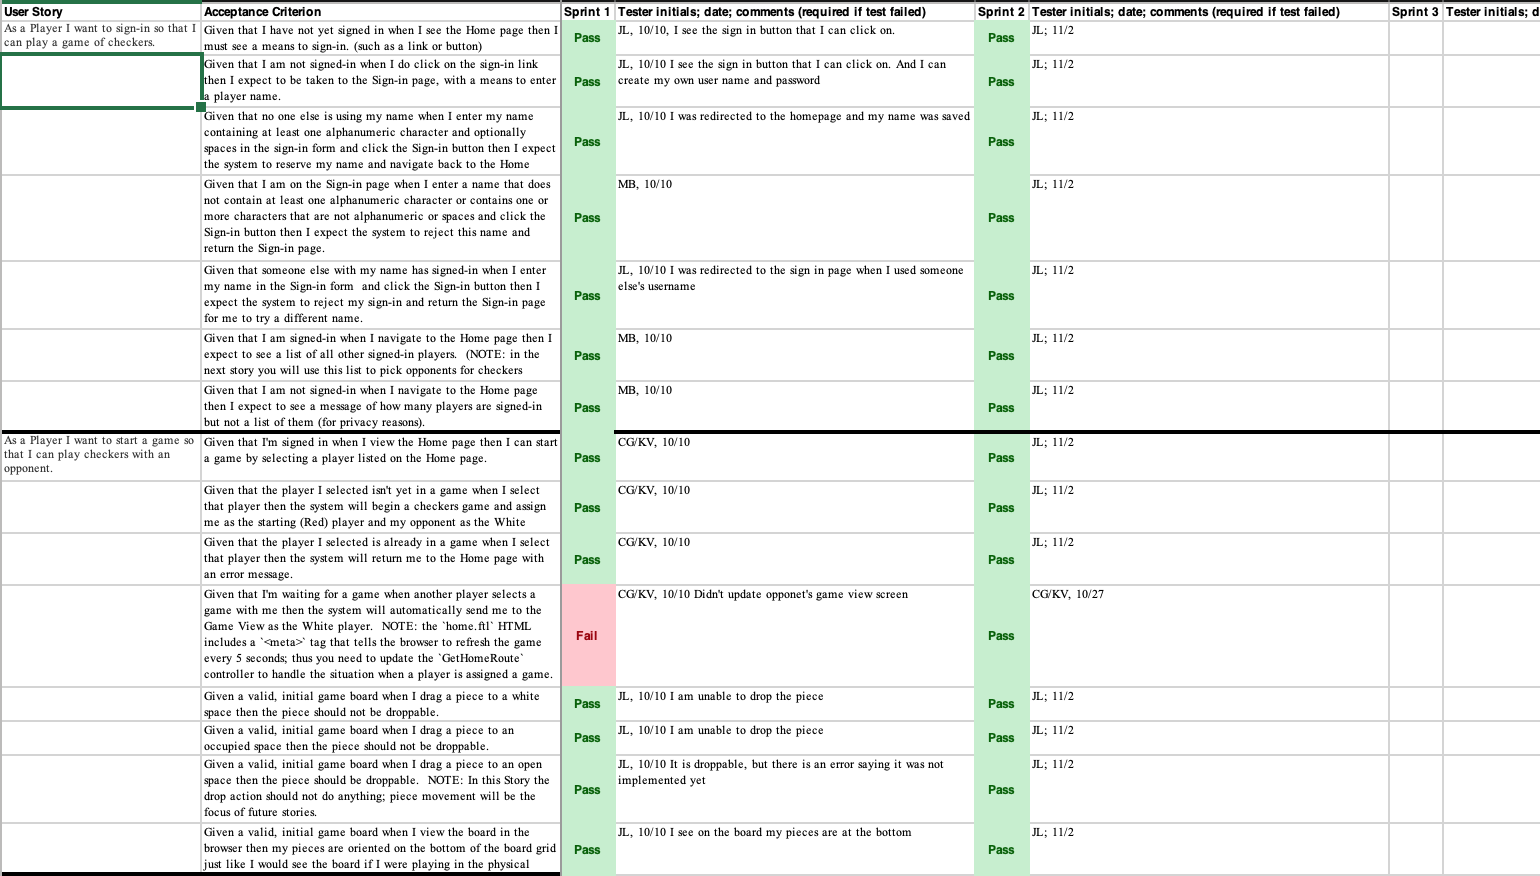 User Story
Acceptance Criterion
Sprint 1
Tester initials; date; comments (required if test failed)
Sprint 2
Tester initials; date; comments (required if test failed)
Sprint 3
Tester initials; d
As a Player I want to sign-in so that I
can play a game of checkers.
Given that I have not yet signed in when I see the Home page then I
must see a means to sign-in. (such as a link or button)
Pass
JL, 10/10, I see the sign in button that I can click on.
Pass
JL; 11/2
Given that I am not signed-in when I do click on the sign-in link
then I expect to be taken to the Sign-in page, with a means to enter
a player name.
Pass
JL, 10/10 I see the sign in button that I can click on. And I can
create my own user name and password
Pass
JL; 11/2
Given that no one else is using my name when I enter my name
containing at least one alphanumeric character and optionally
spaces in the sign-in form and click the Sign-in button then I expect
the system to reserve my name and navigate back to the Home
Pass
JL, 10/10 I was redirected to the homepage and my name was saved
Pass
JL; 11/2
Given that I am on the Sign-in page when I enter a name that does
not contain at least one alphanumeric character or contains one or
more characters that are not alphanumeric or spaces and click the
Sign-in button then I expect the system to reject this name and
return the Sign-in page.
Pass
MB, 10/10
Pass
JL; 11/2
Given that someone else with my name has signed-in when I enter
my name in the Sign-in form  and click the Sign-in button then I
expect the system to reject my sign-in and return the Sign-in page
for me to try a different name.
Pass
JL, 10/10 I was redirected to the sign in page when I used someone
else's username
Pass
JL; 11/2
Given that I am signed-in when I navigate to the Home page then I
expect to see a list of all other signed-in players.  (NOTE: in the
next story you will use this list to pick opponents for checkers
Pass
MB, 10/10
Pass
JL; 11/2
Given that I am not signed-in when I navigate to the Home page
then I expect to see a message of how many players are signed-in
but not a list of them (for privacy reasons).
Pass
MB, 10/10
Pass
JL; 11/2
As a Player I want to start a game so
that I can play checkers with an
opponent.
Given that I'm signed in when I view the Home page then I can start
a game by selecting a player listed on the Home page.
Pass
CG/KV, 10/10
Pass
JL; 11/2
Given that the player I selected isn't yet in a game when I select
that player then the system will begin a checkers game and assign
me as the starting (Red) player and my opponent as the White
Pass
CG/KV, 10/10
Pass
JL; 11/2
Given that the player I selected is already in a game when I select
that player then the system will return me to the Home page with
an error message.
Pass
CG/KV, 10/10
Pass
JL; 11/2
Given that I'm waiting for a game when another player selects a
game with me then the system will automatically send me to the
Game View as the White player.  NOTE: the `home.ftl` HTML
includes a `<meta>` tag that tells the browser to refresh the game
every 5 seconds; thus you need to update the `GetHomeRoute`
controller to handle the situation when a player is assigned a game.
Fail
CG/KV, 10/10 Didn't update opponet's game view screen
Pass
CG/KV, 10/27
Given a valid, initial game board when I drag a piece to a white
space then the piece should not be droppable.
Pass
JL, 10/10 I am unable to drop the piece
Pass
JL; 11/2
Given a valid, initial game board when I drag a piece to an
occupied space then the piece should not be droppable.
Pass
JL, 10/10 I am unable to drop the piece
Pass
JL; 11/2
Given a valid, initial game board when I drag a piece to an open
space then the piece should be droppable.  NOTE: In this Story the
drop action should not do anything; piece movement will be the
focus of future stories.
Pass
JL, 10/10 It is droppable, but there is an error saying it was not
implemented yet
Pass
JL; 11/2
Given a valid, initial game board when I view the board in the
browser then my pieces are oriented on the bottom of the board grid
just like I would see the board if I were playing in the physical
Pass
JL, 10/10 I see on the board my pieces are at the bottom
Pass
JL; 11/2